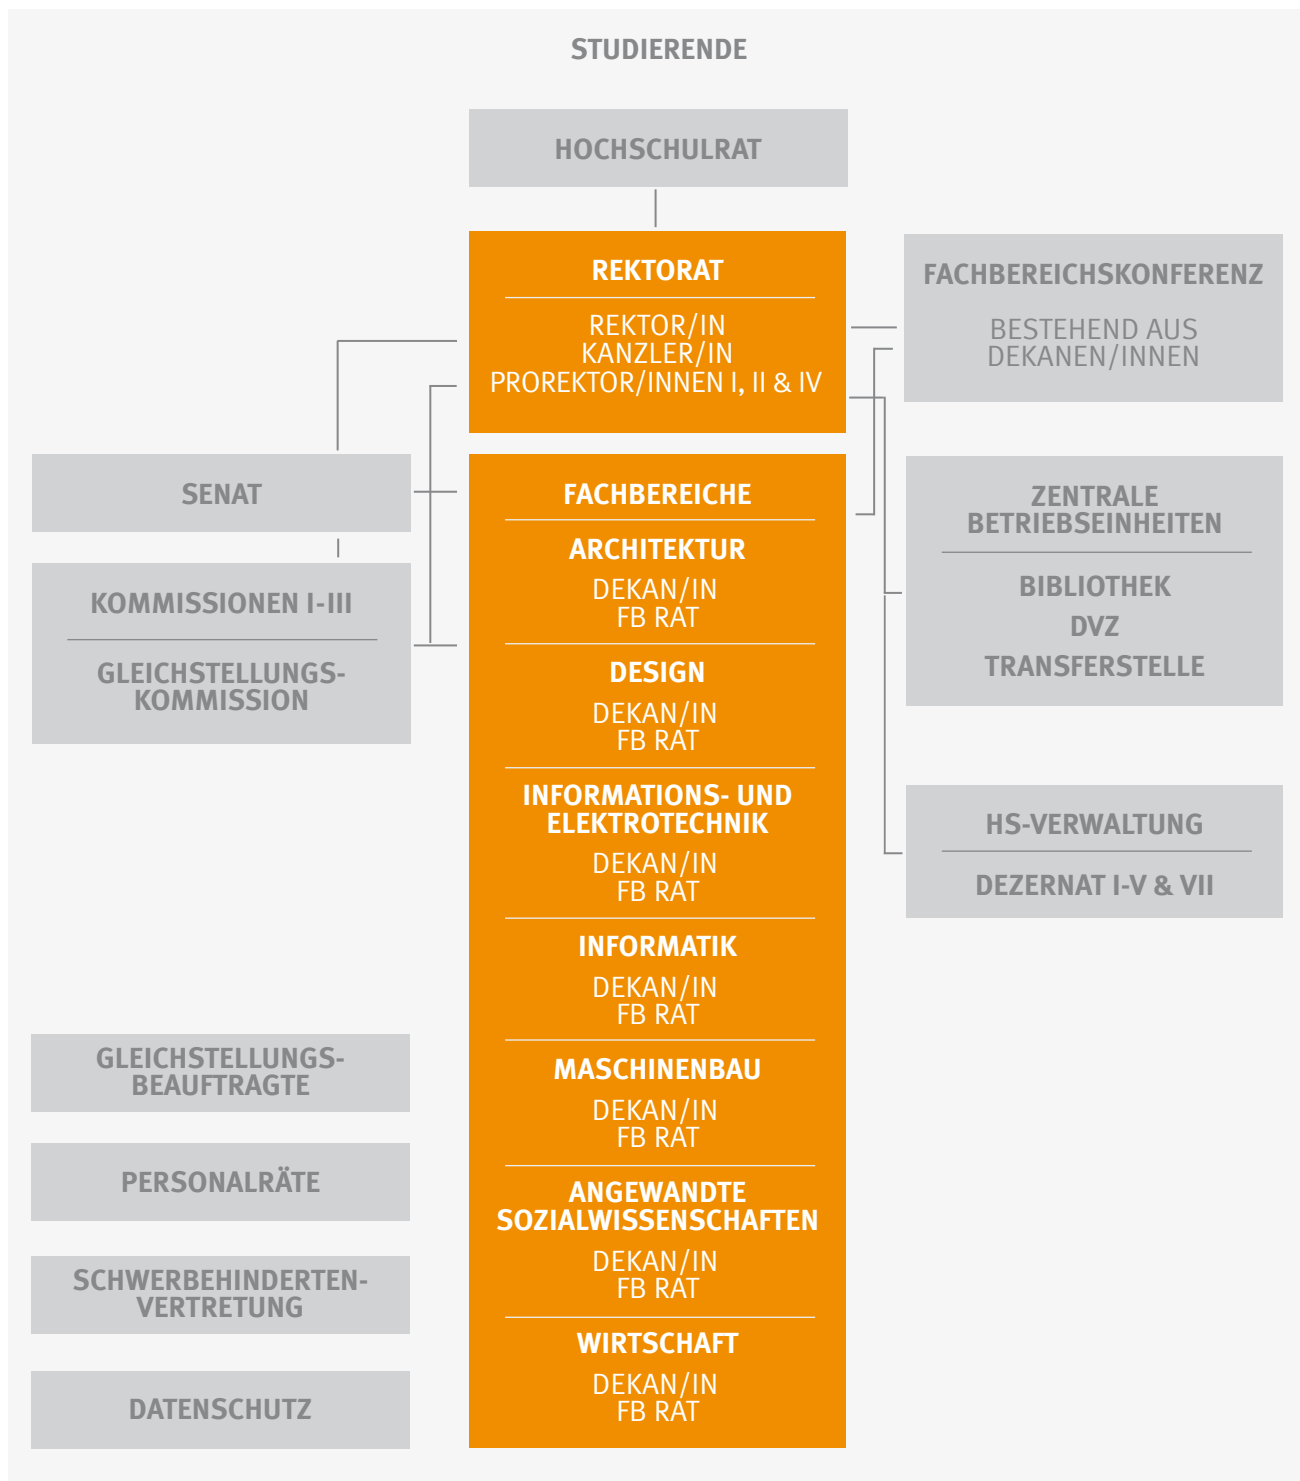 STUDIERENDE
HOCHSCHULRAT
REKTORAT
REKTOR/IN
KANZLER/IN
PROREKTOR/INNEN I, II & IV
FACHBEREICHSKONFERENZ
BESTEHEND AUS
DEKANEN/INNEN
SENAT
KOMMISSIONEN I-III
GLEICHSTELLUNGS-
KOMMISSION
FACHBEREICHE
ARCHITEKTUR
DEKAN/IN
FB RAT
DESIGN
DEKAN/IN
FB RAT
INFORMATIONS- UND
ELEKTROTECHNIK
DEKAN/IN
FB RAT
INFORMATIK
DEKAN/IN
FB RAT
MASCHINENBAU
DEKAN/IN
FB RAT
ANGEWANDTE
SOZIALWISSENSCHAFTEN
DEKAN/IN
FB RAT
WIRTSCHAFT
DEKAN/IN
FB RAT
ZENTRALE
BETRIEBSEINHEITEN
BIBLIOTHEK
DVZ
TRANSFERSTELLE
HS-VERWALTUNG
DEZERNAT I-V & VII
GLEICHSTELLUNGS-
BEAUFTRAGTE
PERSONALRÄTE
SCHWERBEHINDERTEN-
VERTRETUNG
DATENSCHUTZ